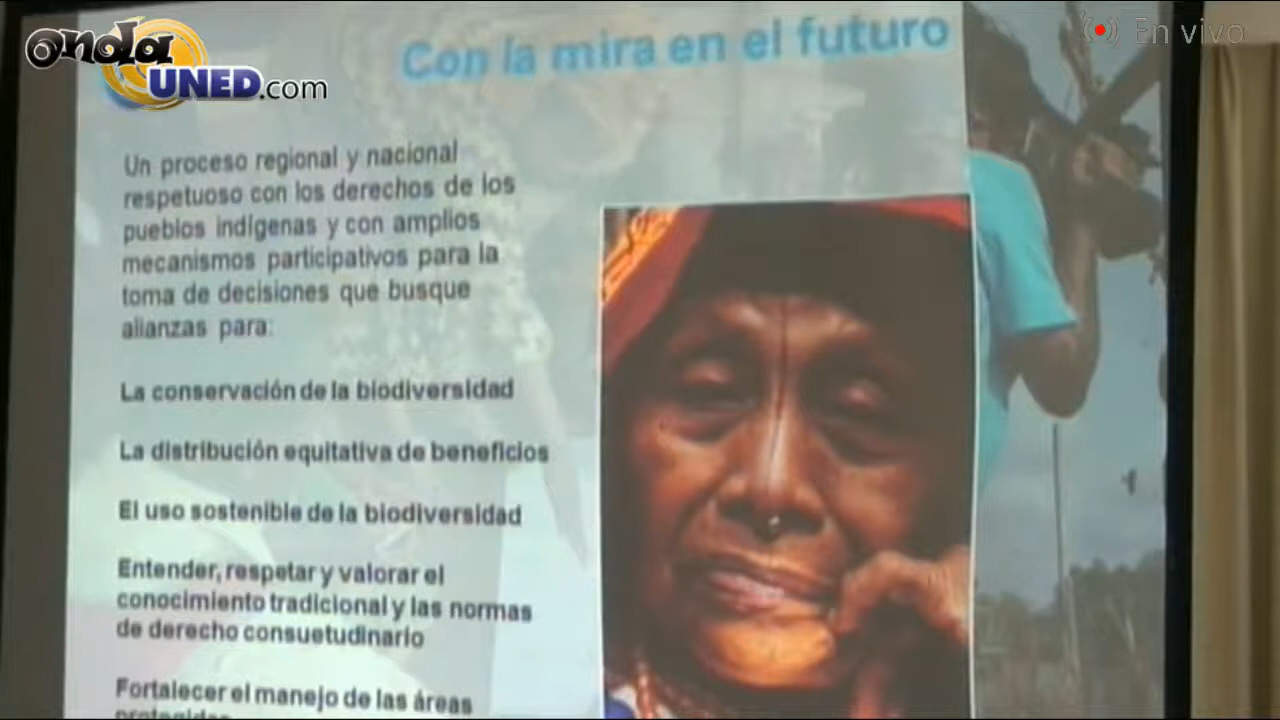 onda
UNED.com
En vivo
Con la mira en el futuro
Un proceso regional y nacional
respetuoso con los derechos de los
pueblos indígenas y con amplios
mecanismos participativos para la
toma de decisiones que busque
alianzas para:
La conservación de la biodiversidad
La distribución equitativa de beneficios
El uso sostenible de la biodiversidad
Entender, respetar y valorar el
conocimiento tradicional y las normas
de derecho consuetudinario
Fortalecer el manejo de las áreas
protegidas